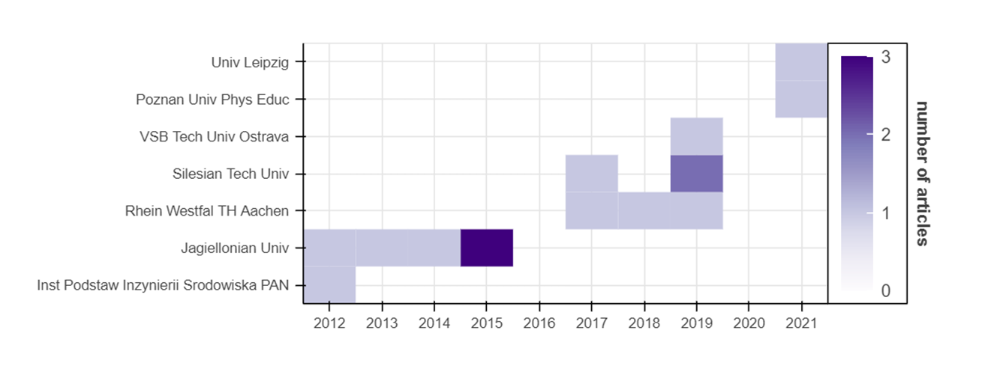 Univ Leipzig
Poznan Univ Phys Educ
VSB Tech Univ Ostrava
Silesian Tech Univ
Rhein Westfal TH Aachen
Jagiellonian Univ
Inst Podstaw Inzynierii Srodowiska PAN
2012 2013 2014 2015 2016 2017 2018 2019 2020 2021
3
2
1
0
number of articles